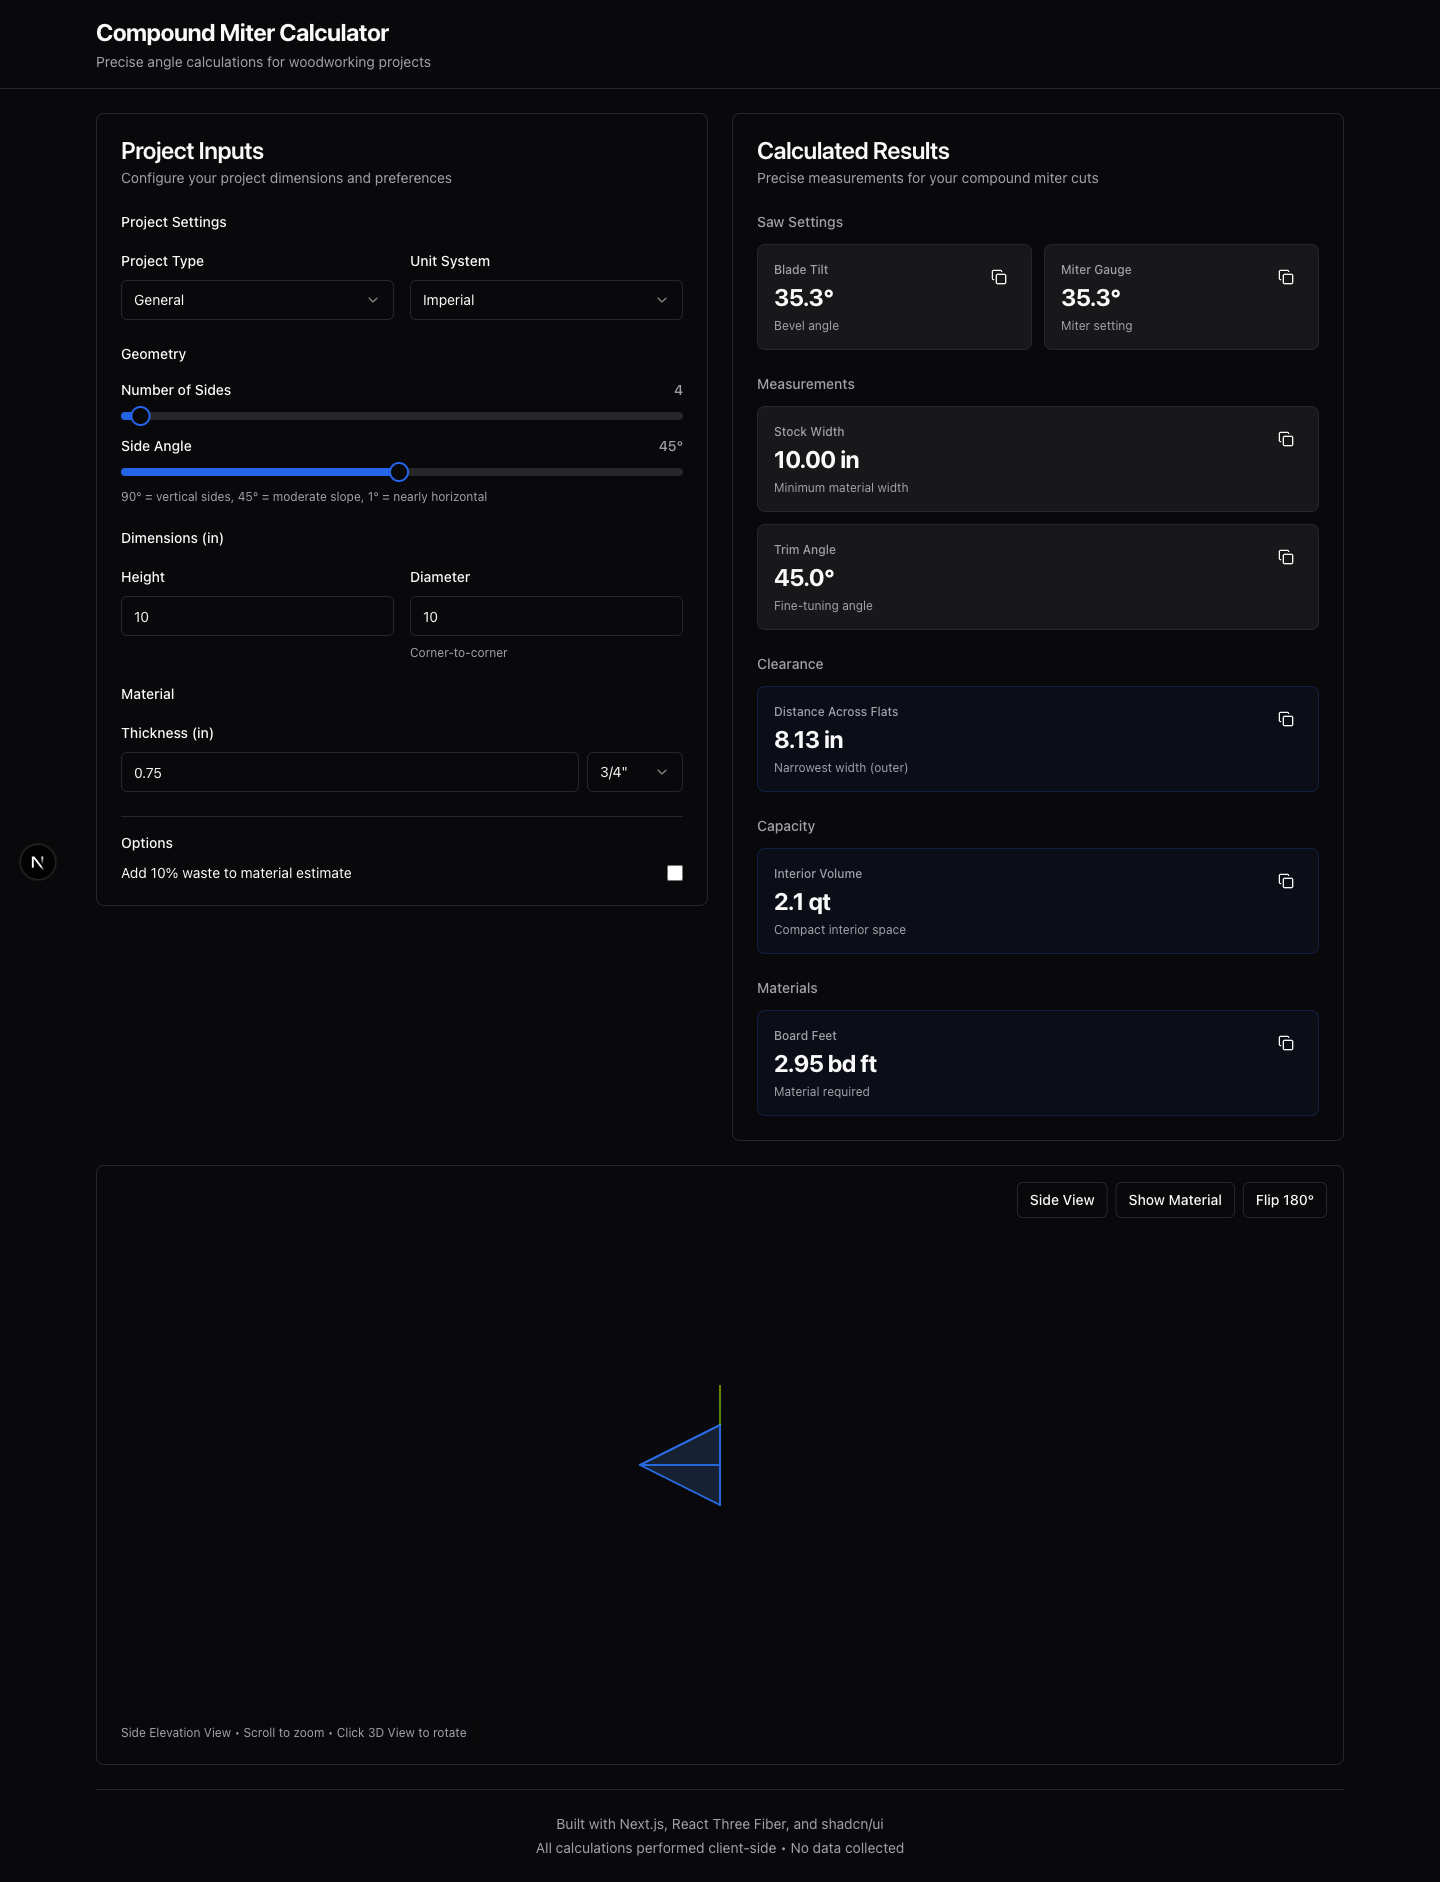 Compound Miter Calculator
Precise angle calculations for woodworking projects
Project Inputs
Configure your project dimensions and preferences
Project Settings
Project Type
Unit System
General
Imperial
Geometry
Number of Sides
4
Side Angle
45°
90° = vertical sides, 45° = moderate slope, 1° = nearly horizontal
Dimensions (in)
Height
Diameter
10
10
Corner-to-corner
Material
Thickness (in)
0.75
3/4"
Options
Add 10% waste to material estimate
Calculated Results
Precise measurements for your compound miter cuts
Saw Settings
Blade Tilt
35.3°
Bevel angle
Miter Gauge
35.3°
Miter setting
Measurements
Stock Width
10.00 in
Minimum material width
Trim Angle
45.0°
Fine-tuning angle
Clearance
Distance Across Flats
8.13 in
Narrowest width (outer)
Capacity
Interior Volume
2.1 qt
Compact interior space
Materials
Board Feet
2.95 bd ft
Material required
N
Side View
Show Material
Flip 180°
Side Elevation View • Scroll to zoom • Click 3D View to rotate
Built with Next.js, React Three Fiber, and shadcn/ui
All calculations performed client-side • No data collected